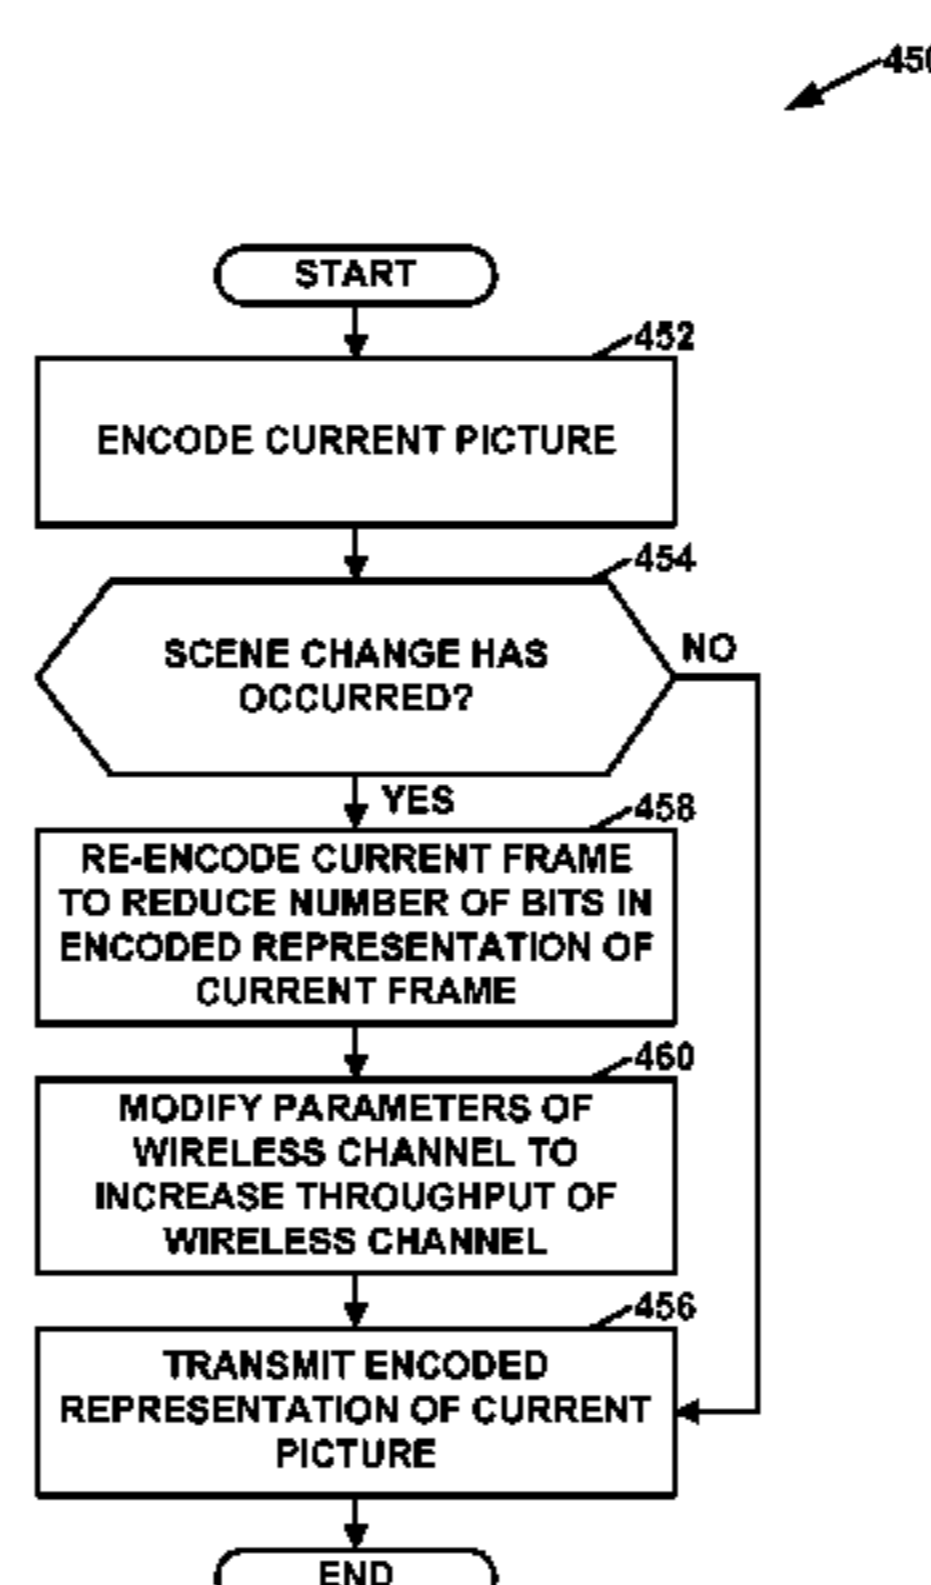 450
START
452
ENCODE CURRENT PICTURE
454
SCENE CHANGE HAS
OCCURRED?
NO
YES
458
RE-ENCODE CURRENT FRAME
TO REDUCE NUMBER OF BITS IN
ENCODED REPRESENTATION OF
CURRENT FRAME
460
MODIFY PARAMETERS OF
WIRELESS CHANNEL TO
INCREASE THROUGHPUT OF
WIRELESS CHANNEL
456
TRANSMIT ENCODED
REPRESENTATION OF CURRENT
PICTURE
END